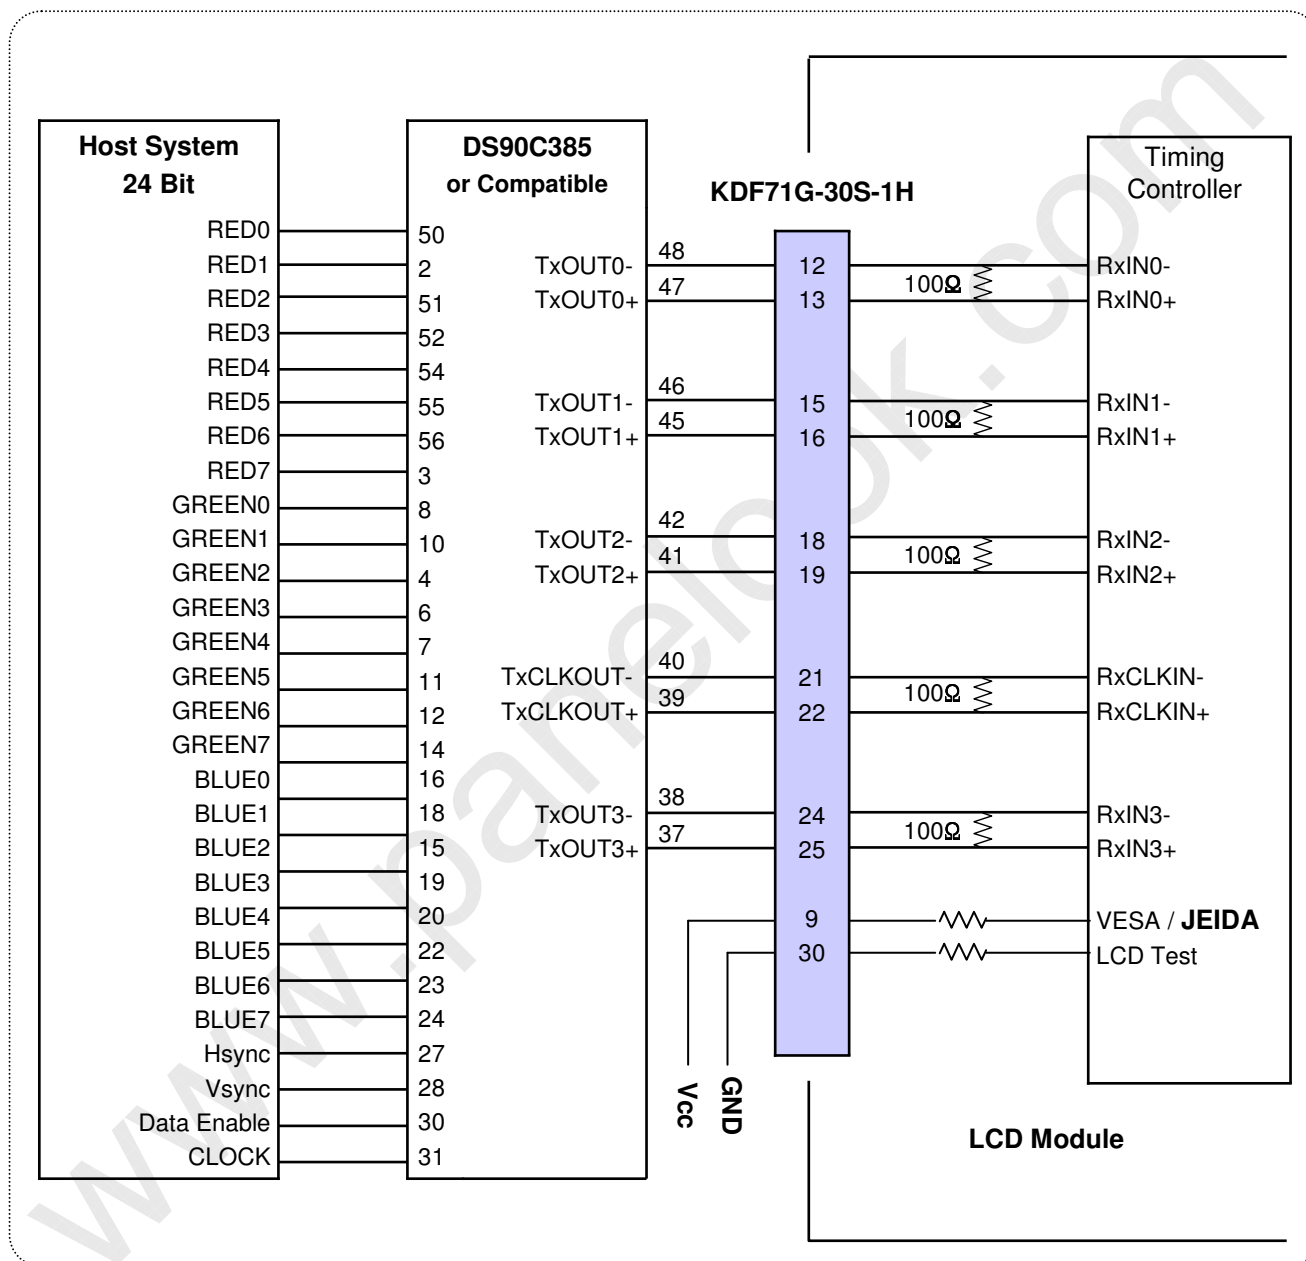 Host System
24 Bit
RED0
RED1
RED2
RED3
RED4
RED5
RED6
RED7
GREEN0
GREEN1
GREEN2
GREEN3
GREEN4
GREEN5
GREEN6
GREEN7
BLUE0
BLUE1
BLUE2
BLUE3
BLUE4
BLUE5
BLUE6
BLUE7
Hsync
Vsync
Data Enable
CLOCK
DS90C385
or Compatible
50
2
51
52
54
55
56
3
8
10
4
6
7
11
12
14
16
18
15
19
20
22
23
24
27
28
30
31
TxOUT0-
TxOUT0+
TxOUT1-
TxOUT1+
TxOUT2-
TxOUT2+
TxCLKOUT-
TxCLKOUT+
TxOUT3-
TxOUT3+
48
47
46
45
42
41
40
39
38
37
Vcc
GND
KDF71G-30S-1H
12
13
15
16
18
19
21
22
24
25
9
30
100Ω
100Ω
100Ω
100Ω
100Ω
Timing
Controller
RxIN0-
RxIN0+
RxIN1-
RxIN1+
RxIN2-
RxIN2+
RxCLKIN-
RxCLKIN+
RxIN3-
RxIN3+
VESA / JEIDA
LCD Test
LCD Module
www.panelook.com